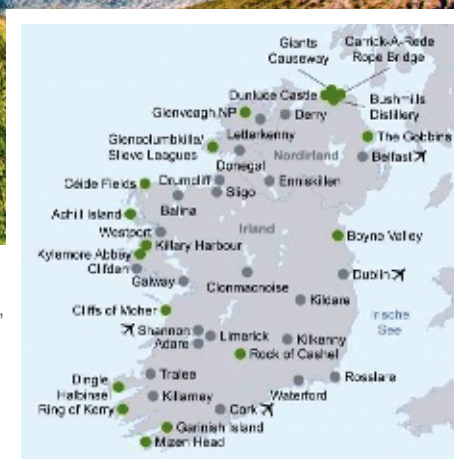 Giants
Causeway
Carrick-A-Rede
Rope Bridge
Dunluce Castle
Bushmills
Distillery
Glenveagh NP
Derry
Letterkenny
The Gobbins
Glencolumbkille/
Slieve Leagues
Donegal
Nordirland
Belfast
Céide Fields
Drumcliff
Sligo
Enniskillen
Achill Island
Balina
Westport
Killary Harbour
Irland
Boyne Valley
Kylemore Abbey
Clifden
Galway
Clonmacnoise
Dublin
Kildare
Cliffs of Moher
Irische
See
Shannon
Adare
Limerick
Kilkenny
Rock of Cashel
Dingle
Halbinsel
Tralee
Rosslare
Ring of Kerry
Killarney
Waterford
Cork
Garinish Island
Mizen Head